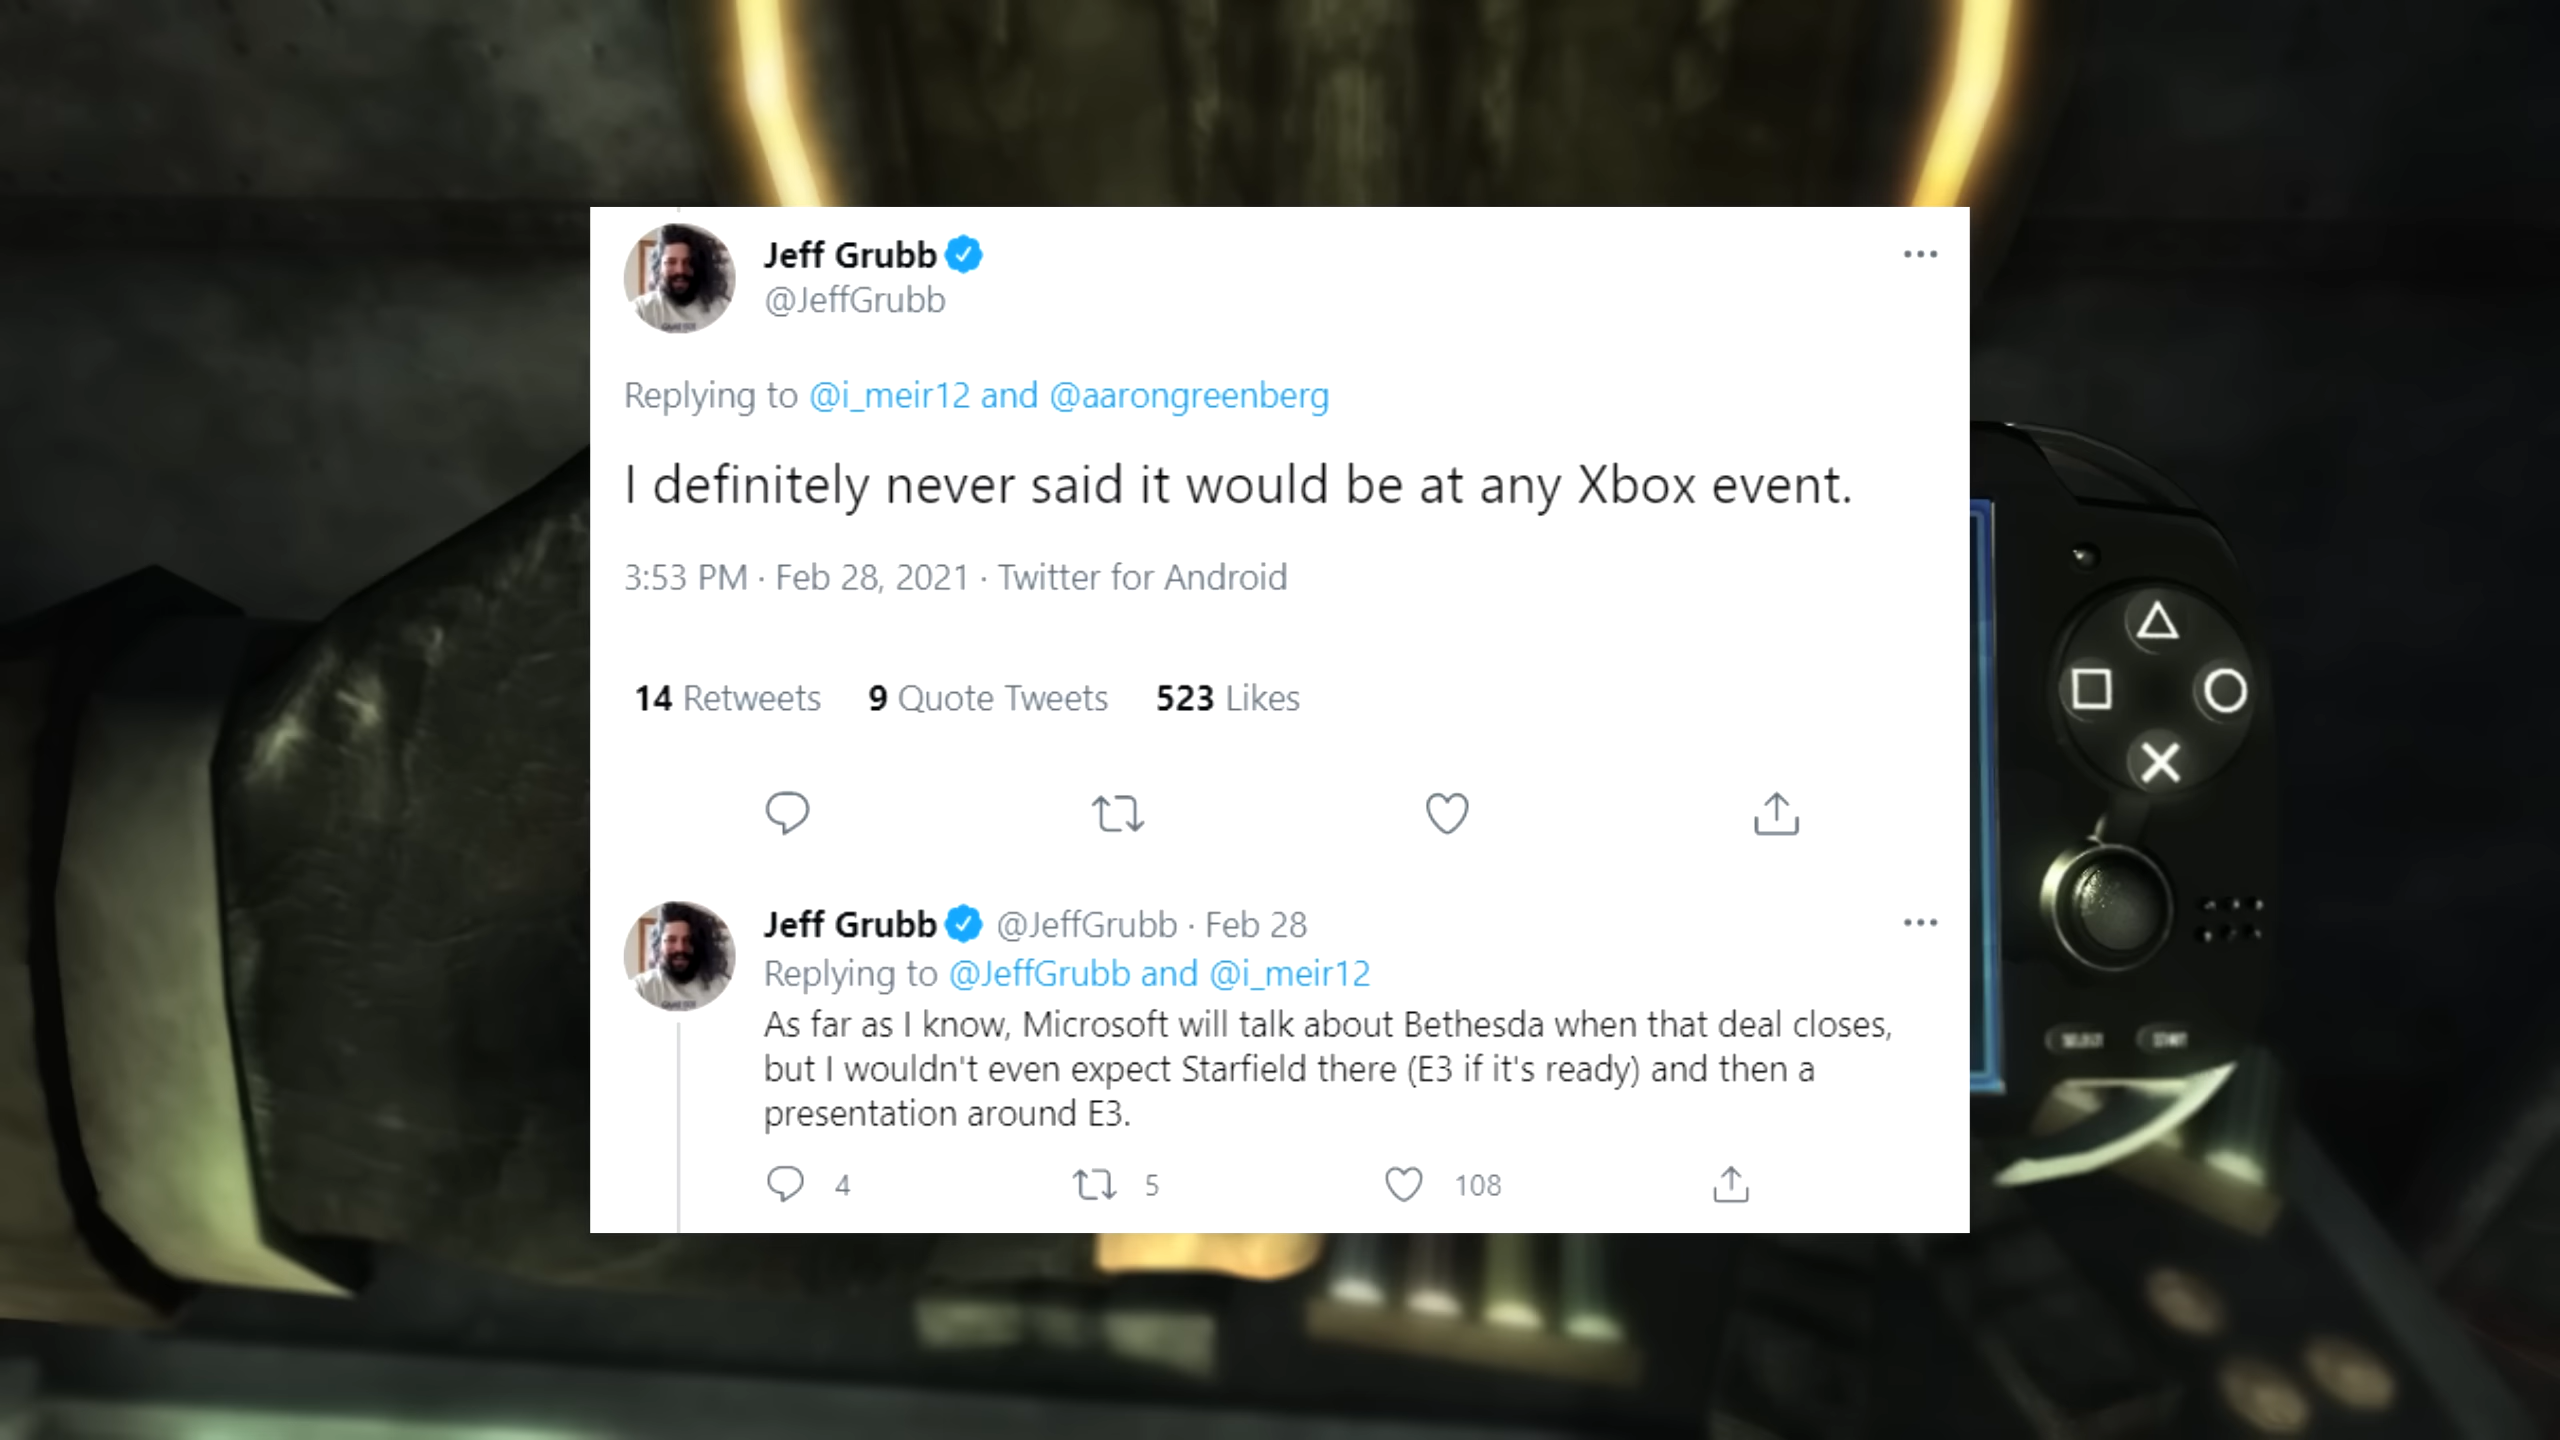 Jeff Grubb
@JeffGrubb
Replying to @i_meir12 and @aarongreenberg
I definitely never said it would be at any Xbox event.
3:53 PM · Feb 28, 2021 · Twitter for Android
14 Retweets 9 Quote Tweets 523 Likes
Jeff Grubb @JeffGrubb · Feb 28
Replying to @JeffGrubb and @i_meir12
As far as I know, Microsoft will talk about Bethesda when that deal closes,
but I wouldn't even expect Starfield there (E3 if it's ready) and then a
presentation around E3.
4 5 108
SELECT START